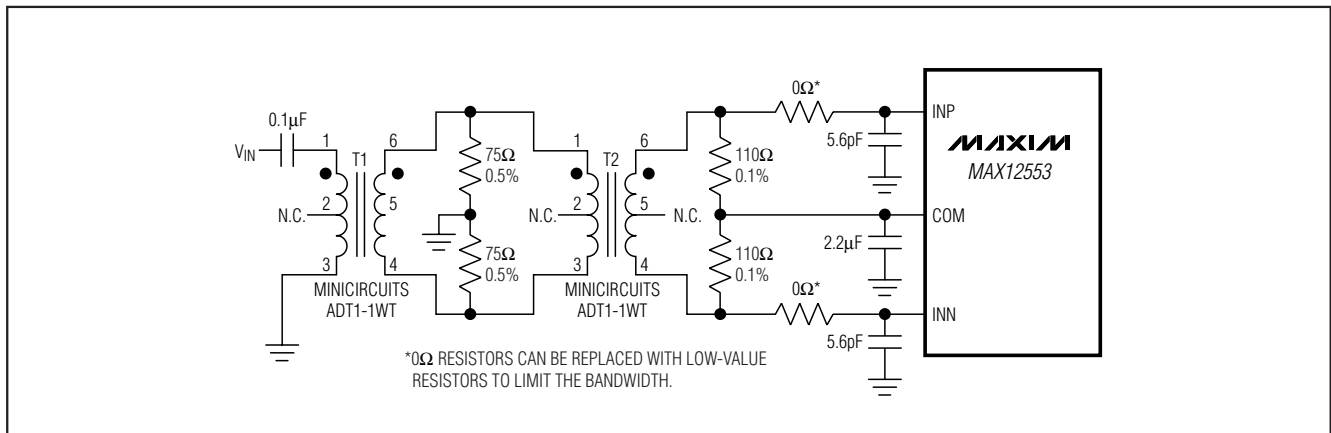 0Ω*
0.1μF
VIN
1
6
T1
N.C.
2
5
3
4
MINICIRCUITS
ADT1-1WT
75Ω
0.5%
75Ω
0.5%
1
6
T2
N.C.
2
5
N.C.
3
4
MINICIRCUITS
ADT1-1WT
110Ω
0.1%
110Ω
0.1%
0Ω*
5.6pF
2.2μF
5.6pF
INP
MAXIM
MAX12553
COM
INN
*0Ω RESISTORS CAN BE REPLACED WITH LOW-VALUE
RESISTORS TO LIMIT THE BANDWIDTH.